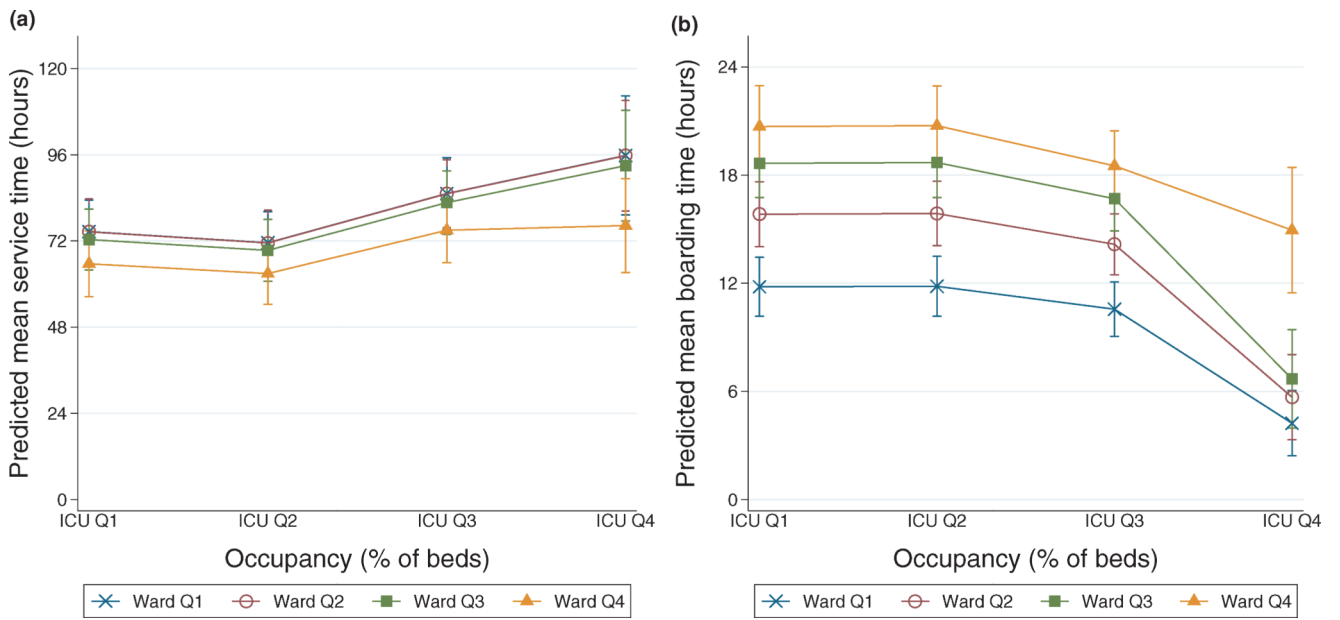 (a)
Predicted mean service time (hours)
120
96
72
48
24
0
ICU Q1 ICU Q2 ICU Q3 ICU Q4
Occupancy (% of beds)
Ward Q1 Ward Q2 Ward Q3 Ward Q4
(b)
Predicted mean boarding time (hours)
24
18
12
6
0
ICU Q1 ICU Q2 ICU Q3 ICU Q4
Occupancy (% of beds)
Ward Q1 Ward Q2 Ward Q3 Ward Q4